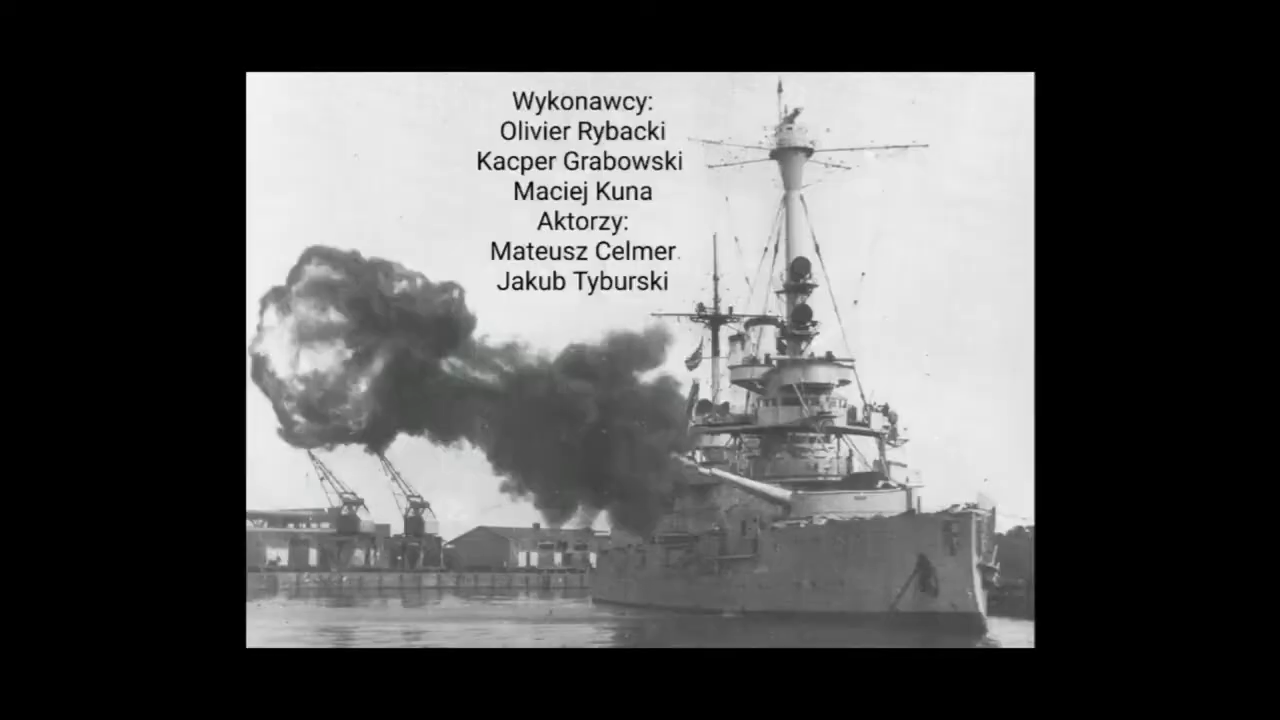 Wykonawcy:
Olivier Rybacki
Kacper Grabowski
Maciej Kuna
Aktorzy:
Mateusz Celmer
Jakub Tyburski